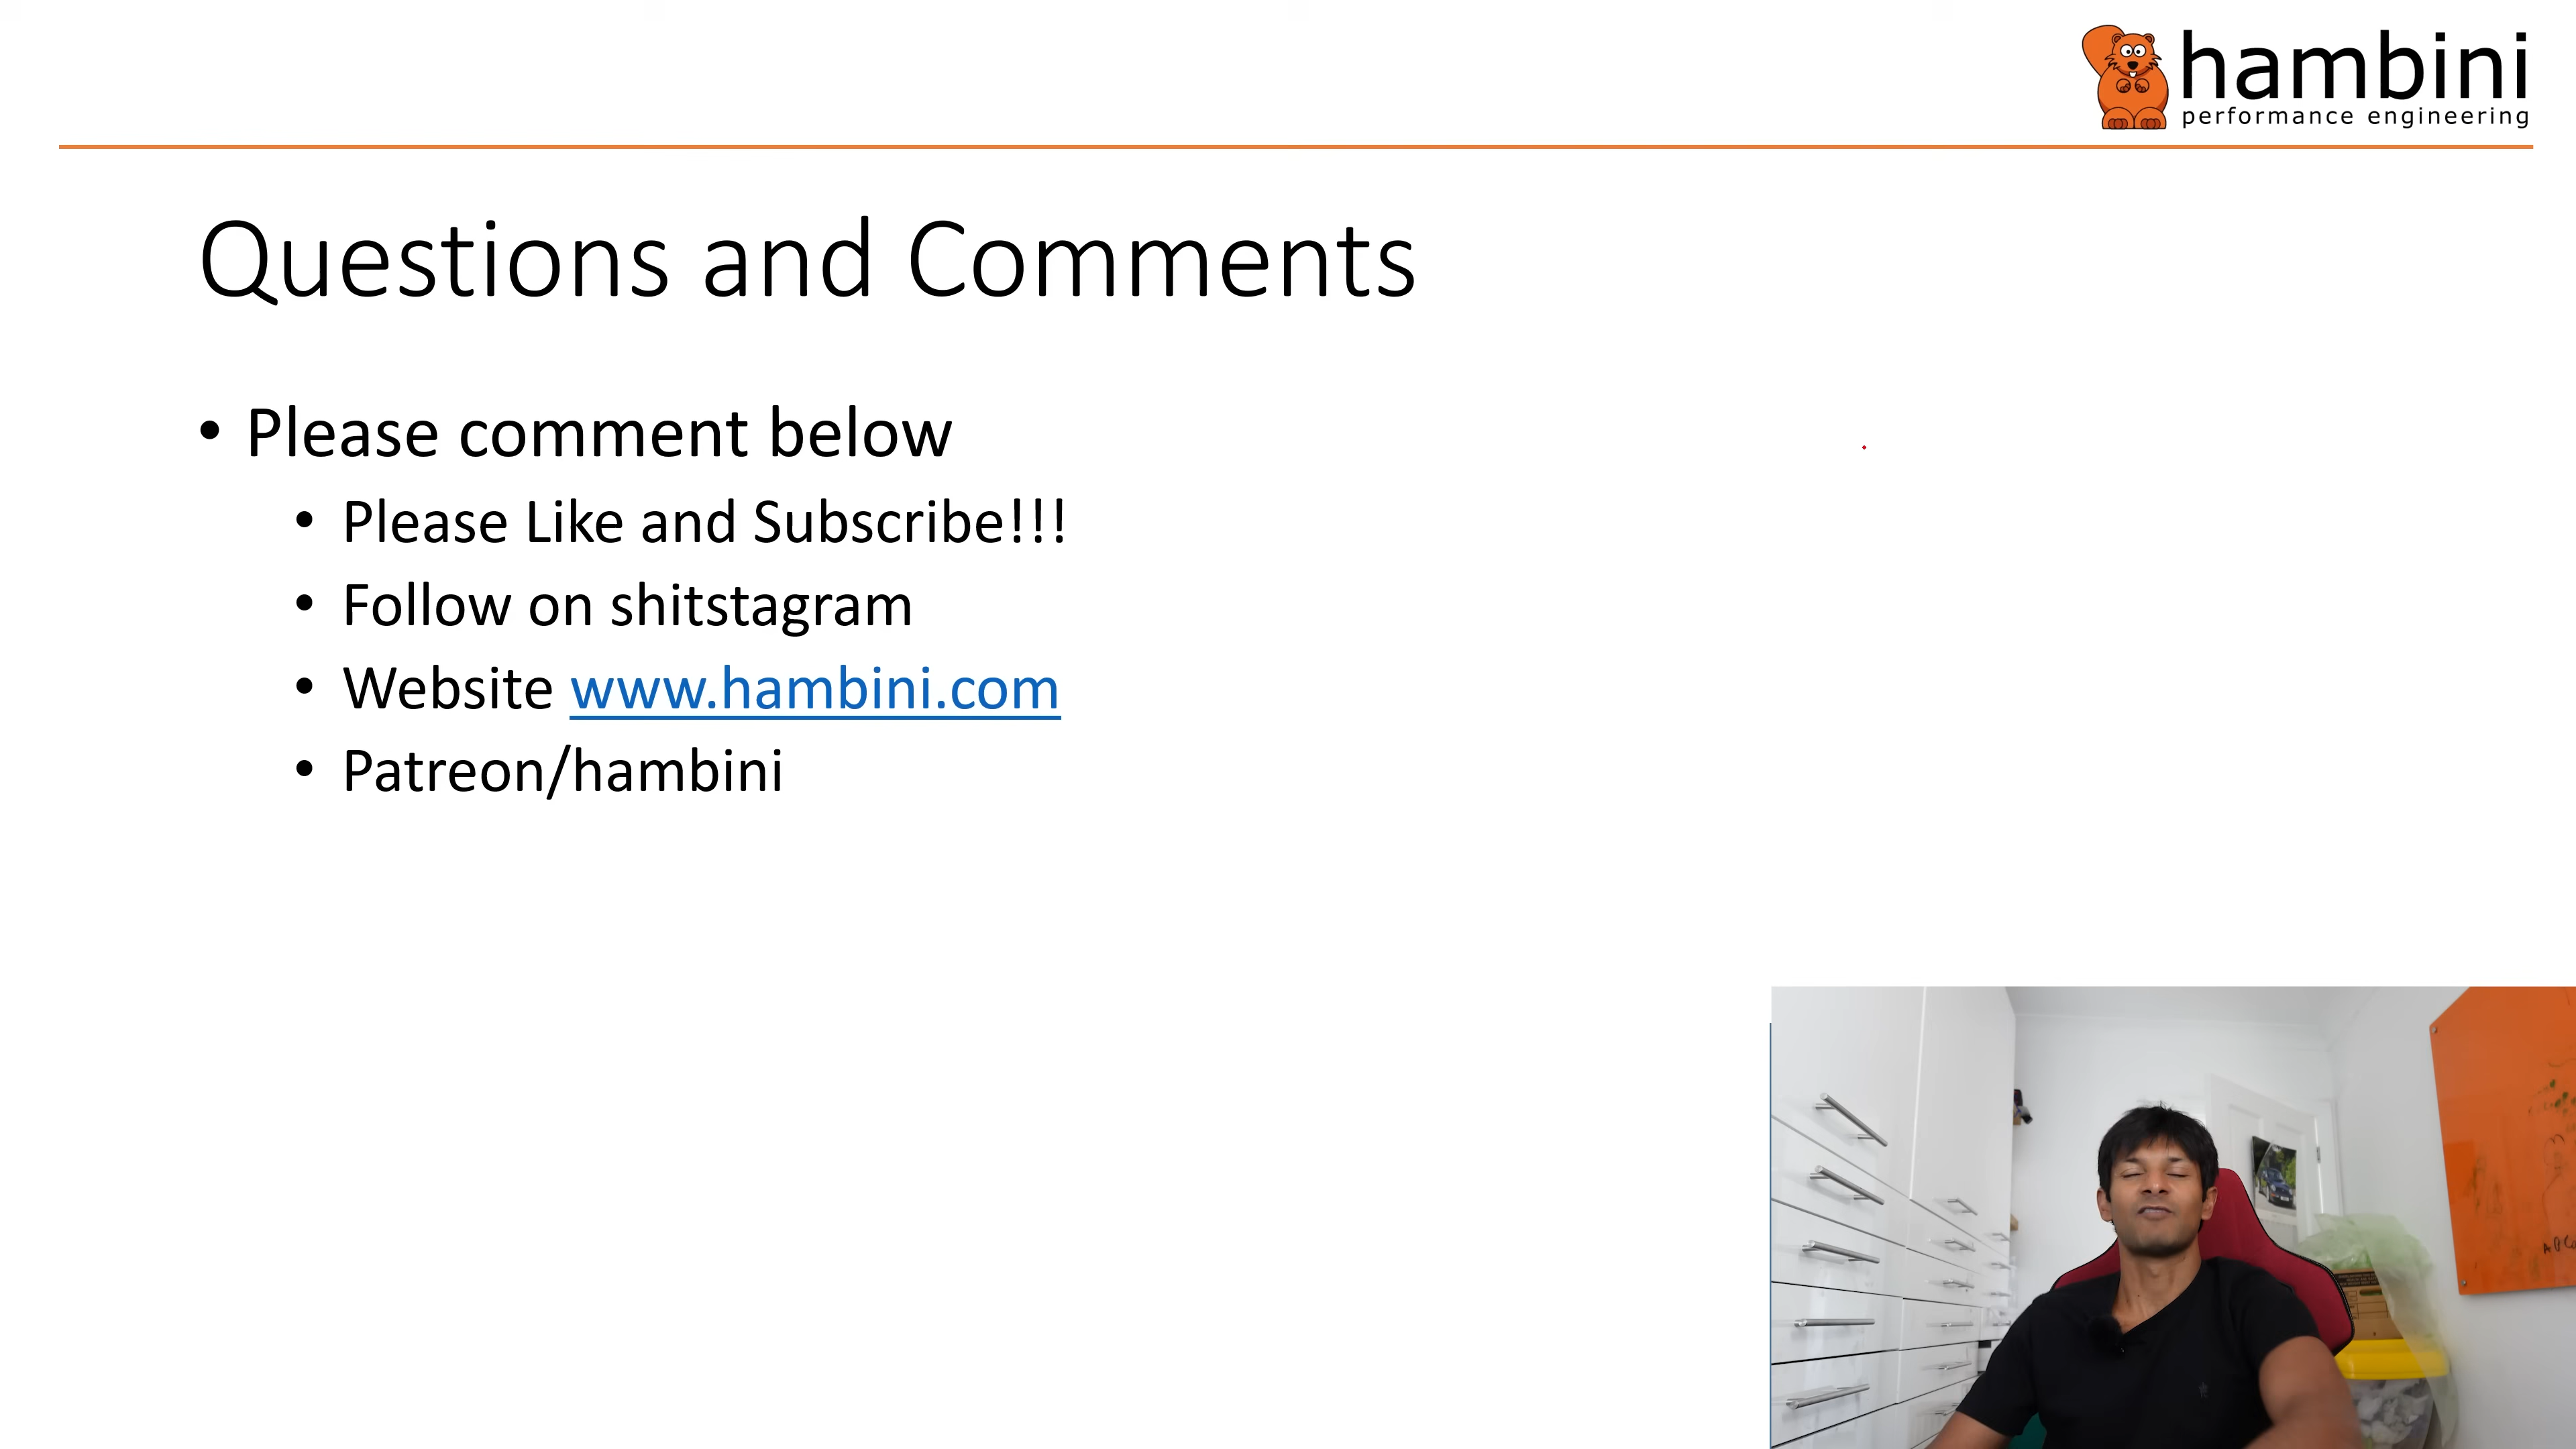 hambini
performance engineering
Questions and Comments
• Please comment below
• Please Like and Subscribe!!!
• Follow on shitstagram
• Website www.hambini.com
• Patreon/hambini